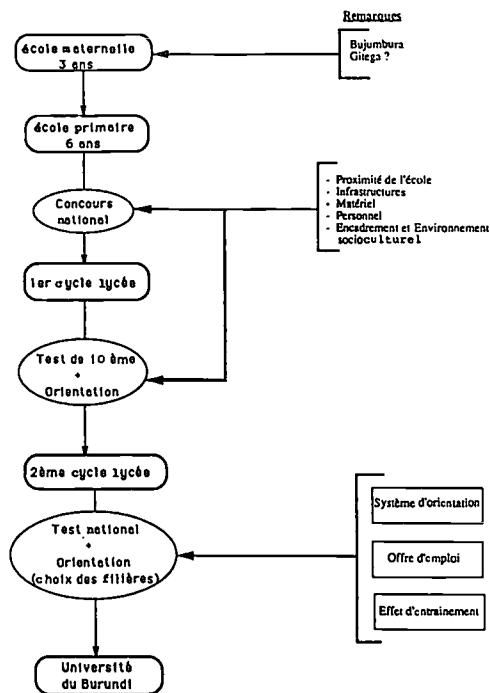 Remarques
école maternelle
3 ans
Bujumbura
Gitega ?
école primaire
6 ans
Concours
national
- Proximité de l'école
- Infrastructures
- Matériel
- Personnel
- Encadrement et Environnement
socioculturel
1er cycle lycée
Test de 10 ème
+
Orientation
2ème cycle lycée
Test national
+
Orientation
(choix des filières)
Système d'orientation
Offre d'emploi
Effet d'entrainement
Université
du Burundi